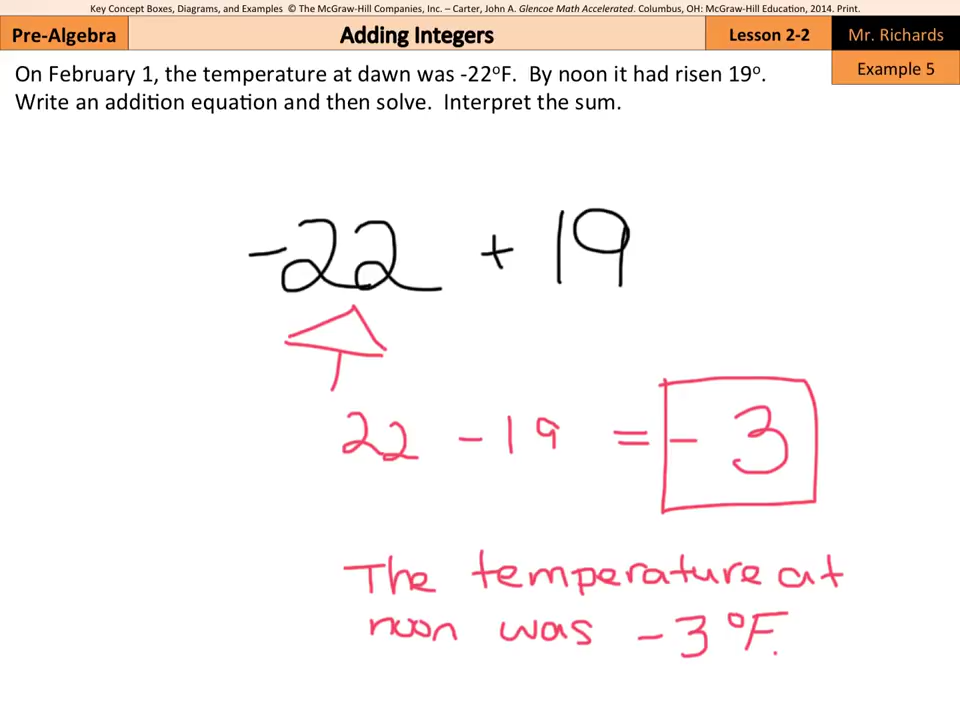 Key Concept Boxes, Diagrams, and Examples © The McGraw-Hill Companies, Inc. – Carter, John A. Glencoe Math Accelerated. Columbus, OH: McGraw-Hill Education, 2014. Print.
Pre-Algebra
Adding Integers
Lesson 2-2
Mr. Richards
Example 5
On February 1, the temperature at dawn was -22°F. By noon it had risen 19°.
Write an addition equation and then solve. Interpret the sum.
-22 + 19
22 - 19 = - 3
The temperature at
noon was -3°F.